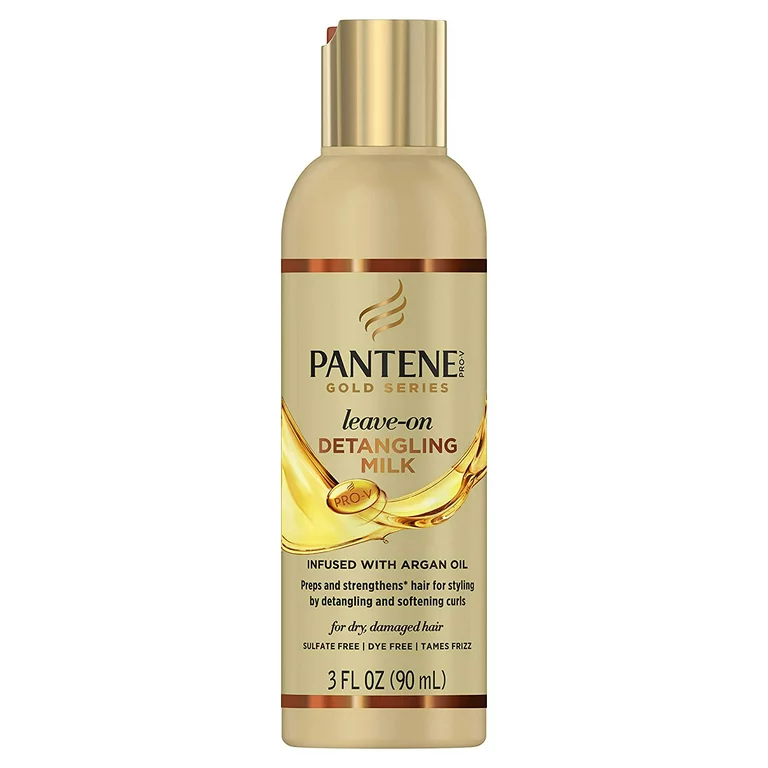 PANTENE PRO-V
GOLD SERIES
leave-on
DETANGLING
MILK
PRO-V
INFUSED WITH ARGAN OIL
Preps and strengthens* hair for styling
by detangling and softening curls
for dry, damaged hair
SULFATE FREE | DYE FREE | TAMES FRIZZ
3 FL OZ (90 mL)